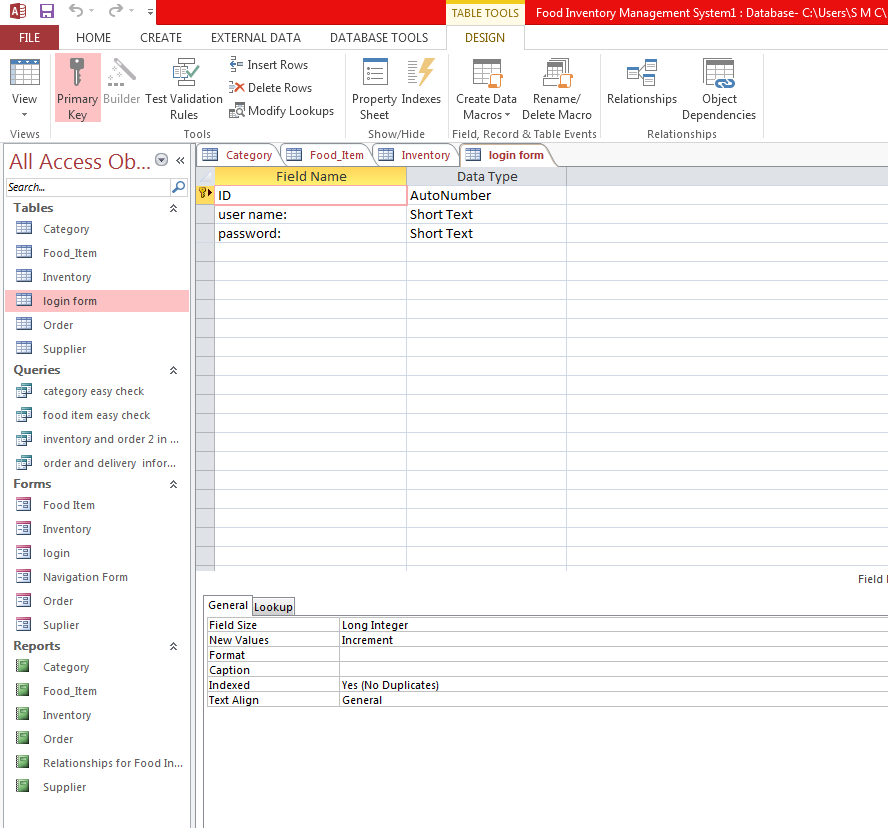 TABLE TOOLS
Food Inventory Management System1 : Database- C:\Users\S M C\
FILE HOME CREATE EXTERNAL DATA DATABASE TOOLS DESIGN
View
Views
Primary Key
Builder
Test Validation Rules
Insert Rows
Delete Rows
Modify Lookups
Tools
Property Sheet
Indexes
Show/Hide
Create Data Macros
Rename/ Delete Macro
Field, Record & Table Events
Relationships
Object Dependencies
Relationships
All Access Ob...
Search...
Tables
Category
Food_Item
Inventory
login form
Order
Supplier
Queries
category easy check
food item easy check
inventory and order 2 in ...
order and delivery infor...
Forms
Food Item
Inventory
login
Navigation Form
Order
Suplier
Reports
Category
Food_Item
Inventory
Order
Relationships for Food In...
Supplier
Category Food_Item Inventory login form
Field Name Data Type
ID AutoNumber
user name: Short Text
password: Short Text
Field
General Lookup
Field Size Long Integer
New Values Increment
Format
Caption
Indexed Yes (No Duplicates)
Text Align General